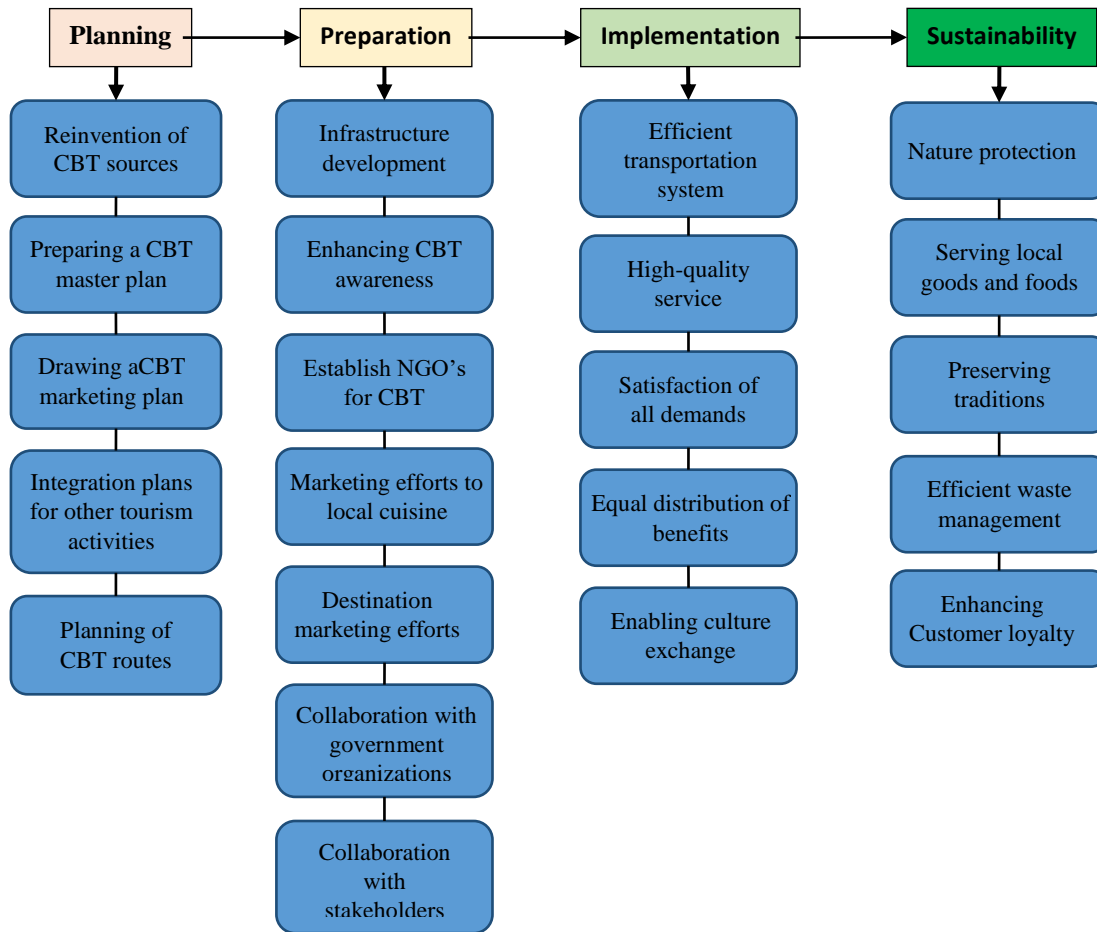 Planning
Preparation
Implementation
Sustainability
Reinvention of
CBT sources
Preparing a CBT
master plan
Drawing aCBT
marketing plan
Integration plans
for other tourism
activities
Planning of
CBT routes
Infrastructure
development
Enhancing CBT
awareness
Establish NGO’s
for CBT
Marketing efforts to
local cuisine
Destination
marketing efforts
Collaboration with
government
organizations
Collaboration
with
stakeholders
Efficient
transportation
system
High-quality
service
Satisfaction of
all demands
Equal distribution of
benefits
Enabling culture
exchange
Nature protection
Serving local
goods and foods
Preserving
traditions
Efficient waste
management
Enhancing
Customer loyalty